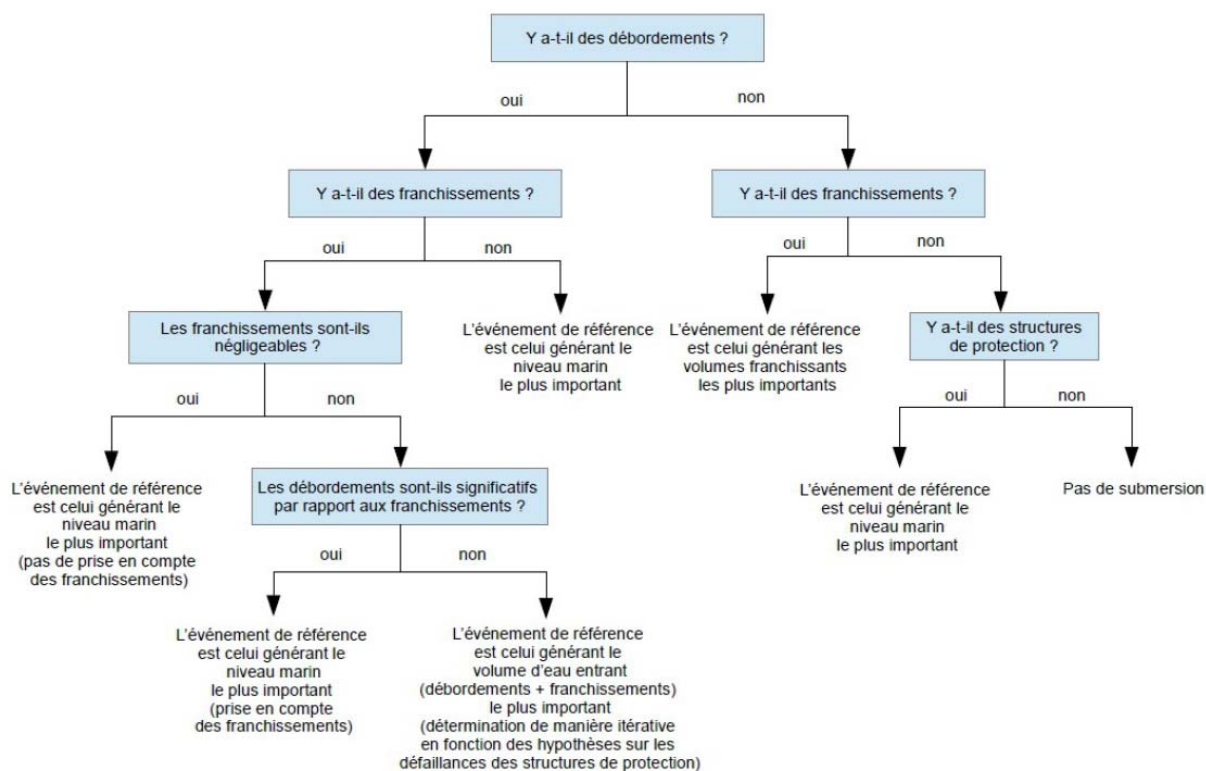 Y a-t-il des débordements ?
oui
non
Y a-t-il des franchissements ?
Y a-t-il des franchissements ?
oui
non
oui
non
Les franchissements sont-ils
négligeables ?
L'événement de référence
est celui générant le
niveau marin
le plus important
L'événement de référence
est celui générant les
volumes franchissants
les plus importants
Y a-t-il des structures
de protection ?
oui
non
oui
non
L'événement de référence
est celui générant le
niveau marin
le plus important
(pas de prise en compte
des franchissements)
Les débordements sont-ils significatifs
par rapport aux franchissements ?
L'événement de référence
est celui générant le
niveau marin
le plus important
Pas de submersion
oui
non
L'événement de référence
est celui générant le
niveau marin
le plus important
(prise en compte
des franchissements)
L'événement de référence
est celui générant le
volume d'eau entrant
(débordements + franchissements)
le plus important
(détermination de manière itérative
en fonction des hypothèses sur les
défaillances des structures de protection)